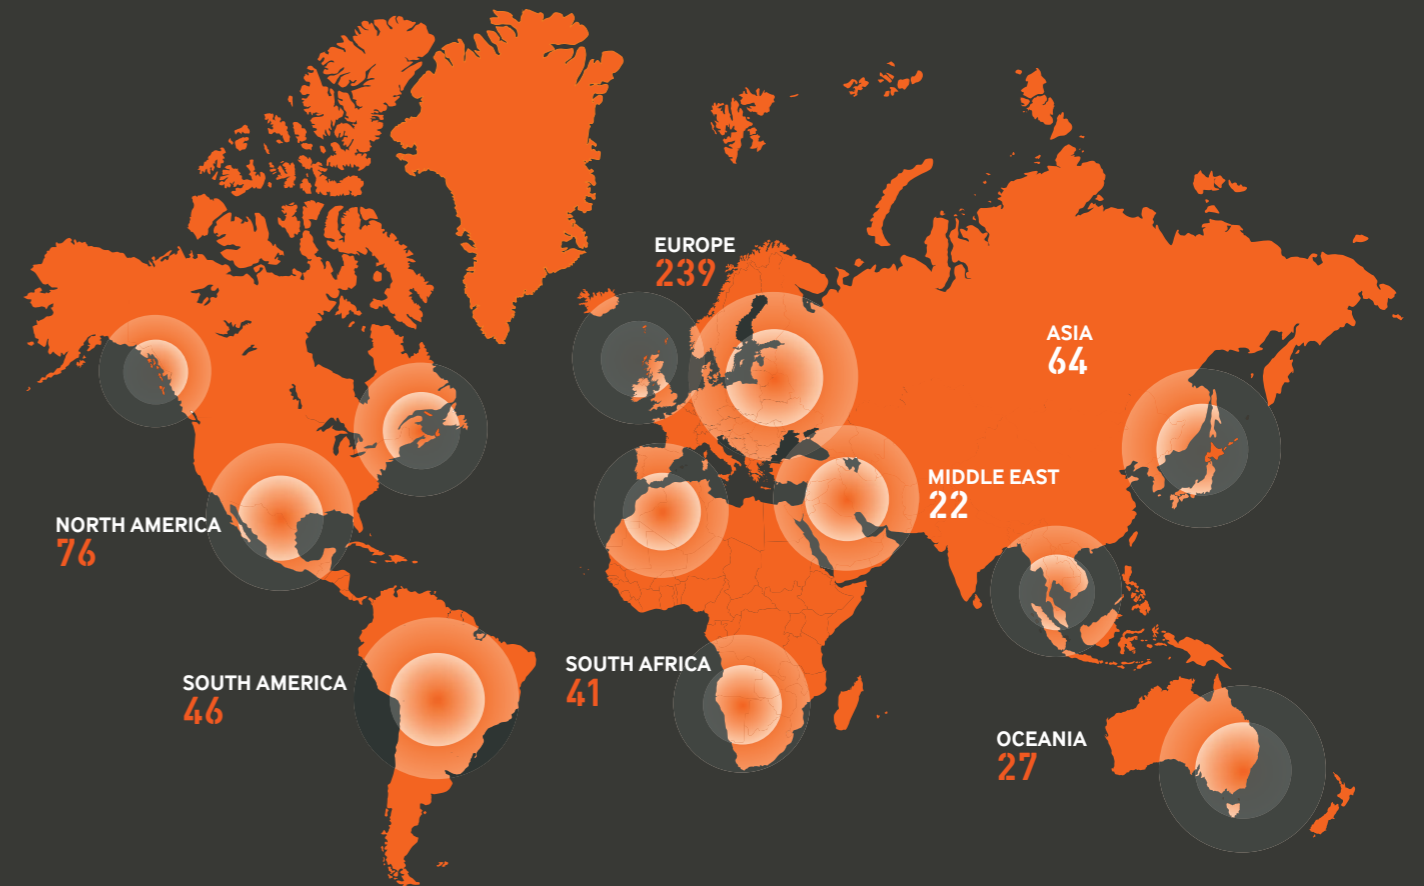 EUROPE
239
ASIA
64
MIDDLE EAST
22
NORTH AMERICA
76
SOUTH AMERICA
46
SOUTH AFRICA
41
OCEANIA
27